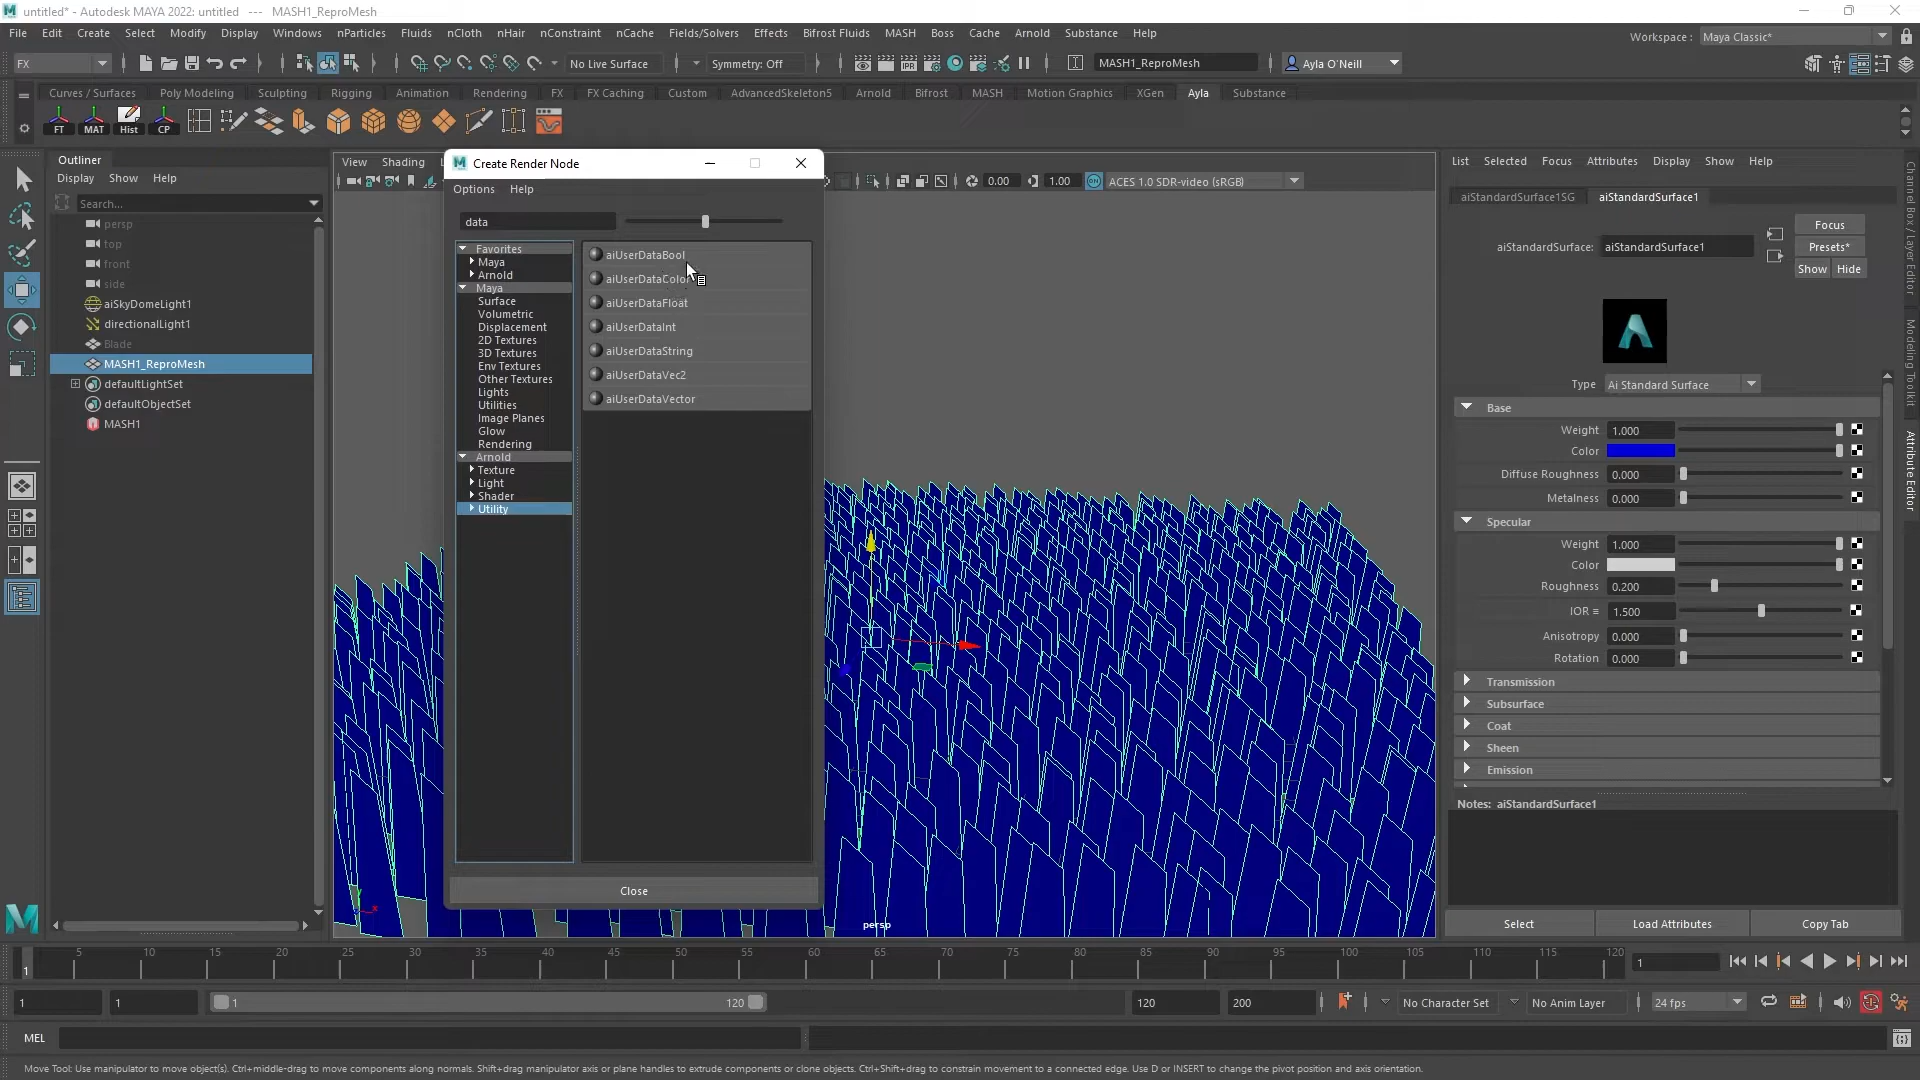 untitled* - Autodesk MAYA 2022: untitled --- MASH1_ReproMesh
File Edit Create Select Modify Display Windows nParticles Fluids nCloth nHair nConstraint nCache Fields/Solvers Effects Bifrost Fluids MASH Boss Cache Arnold Substance Help
Workspace : Maya Classic*
FX No Live Surface Symmetry: Off MASH1_ReproMesh Ayla O'Neill
Curves / Surfaces Poly Modeling Sculpting Rigging Animation Rendering FX FX Caching Custom AdvancedSkeleton5 Arnold Bifrost MASH Motion Graphics XGen Ayla Substance
FT MAT Hist CP
Outliner
Display Show Help
Search...
persp
top
front
side
aiSkyDomeLight1
directionalLight1
Blade
MASH1_ReproMesh
defaultLightSet
defaultObjectSet
MASH1
View Shading
0.00 1.00 ACES 1.0 SDR-video (sRGB)
Create Render Node
Options Help
data
Favorites
Maya
Arnold
Maya
Surface
Volumetric
Displacement
2D Textures
3D Textures
Env Textures
Other Textures
Lights
Utilities
Image Planes
Glow
Rendering
Arnold
Texture
Light
Shader
Utility
aiUserDataBool
aiUserDataColor
aiUserDataFloat
aiUserDataInt
aiUserDataString
aiUserDataVec2
aiUserDataVector
Close
persp
List Selected Focus Attributes Display Show Help
aiStandardSurface1SG aiStandardSurface1
aiStandardSurface: aiStandardSurface1
Focus
Presets*
Show Hide
Type Ai Standard Surface
Base
Weight 1.000
Color
Diffuse Roughness 0.000
Metalness 0.000
Specular
Weight 1.000
Color
Roughness 0.200
IOR 1.500
Anisotropy 0.000
Rotation 0.000
Transmission
Subsurface
Coat
Sheen
Emission
Notes: aiStandardSurface1
Select Load Attributes Copy Tab
Channel Box / Layer Editor
Modeling Toolkit
Attribute Editor
5 10 15 20 25 30 35 40 45 50 55 60 65 70 75 80 85 90 95 100 105 110 115 120
1 1
1 1 1 120 120 200 No Character Set No Anim Layer 24 fps
MEL
Move Tool: Use manipulator to move object(s). Ctrl+middle-drag to move components along normals. Shift+drag manipulator axis or plane handles to extrude components or clone objects. Ctrl+Shift+drag to constrain movement to a connected edge. Use D or INSERT to change the pivot position and axis orientation.